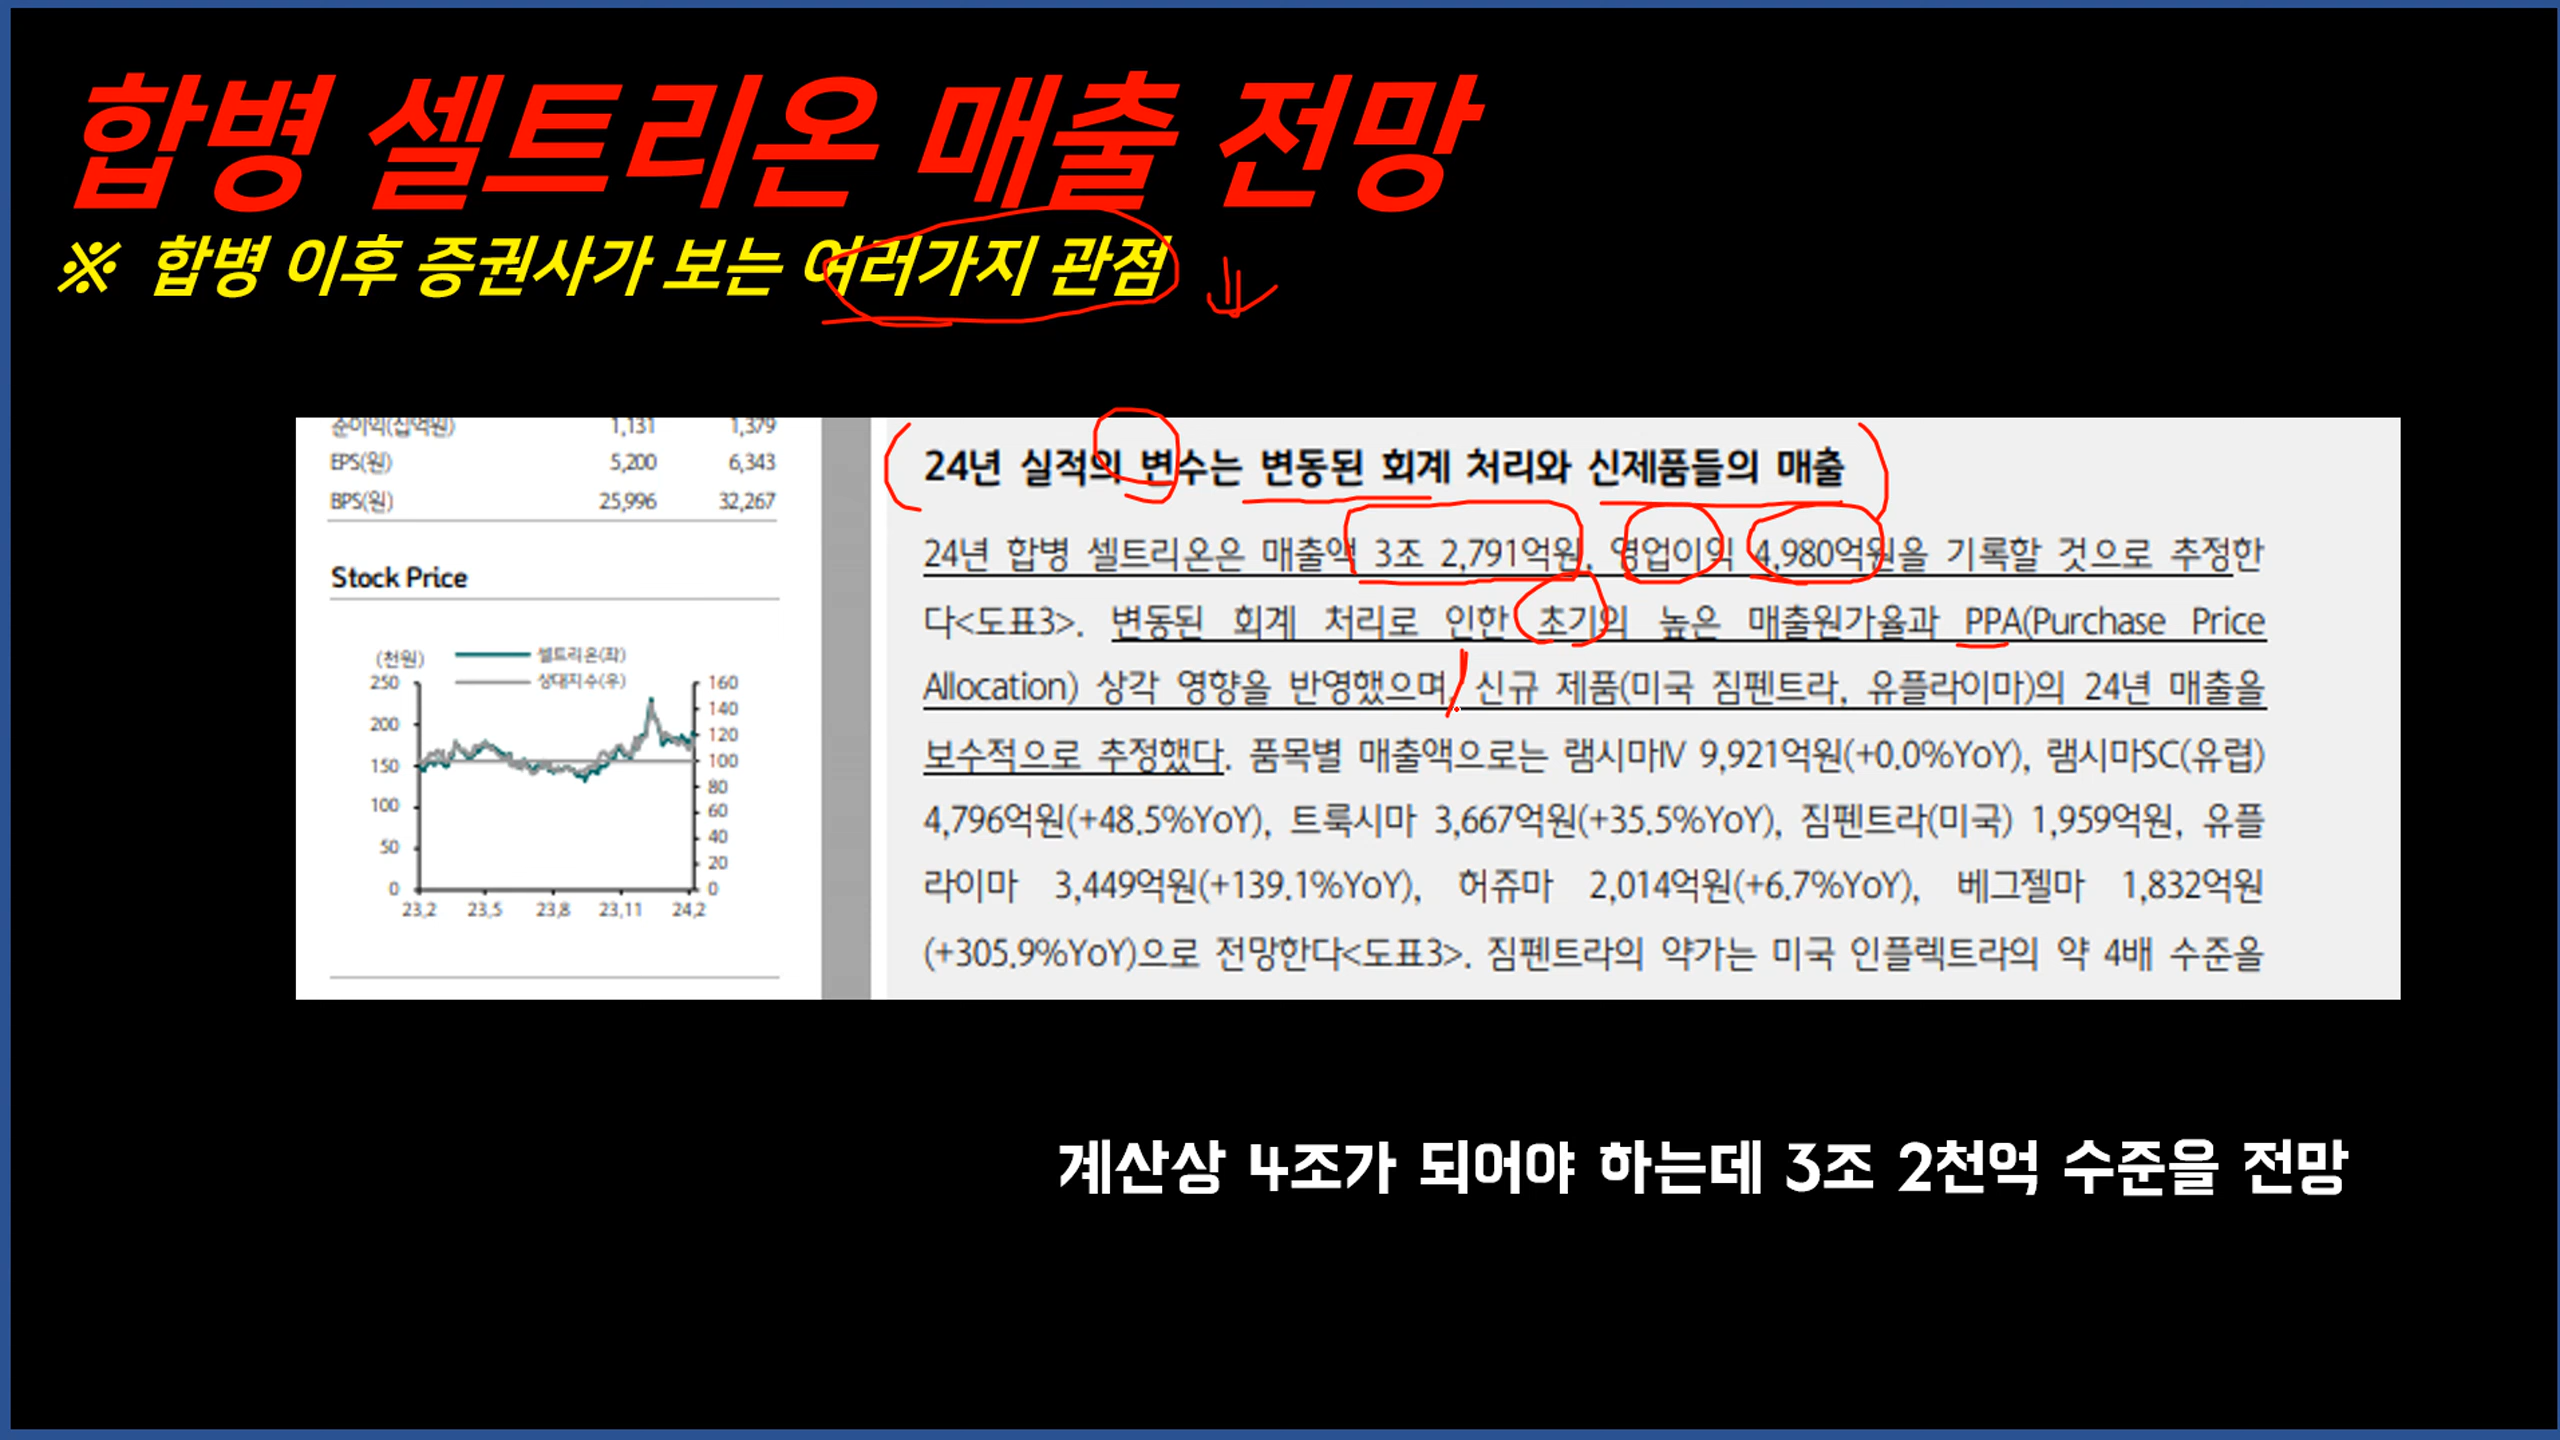 합병 셀트리온 매출 전망
※ 합병 이후 증권사가 보는 여러가지 관점
순이익(십억원) 1,131 1,379
EPS(원) 5,200 6,343
BPS(원) 25,996 32,267
Stock Price
(천원) 셀트리온(좌)
상대지수(우)
250 160
140
200 120
150 100
80
100 60
40
50 20
0 0
23.2 23.5 23.8 23.11 24.2
24년 실적의 변수는 변동된 회계 처리와 신제품들의 매출
24년 합병 셀트리온은 매출액 3조 2,791억원, 영업이익 4,980억원을 기록할 것으로 추정한
다<도표3>. 변동된 회계 처리로 인한 초기의 높은 매출원가율과 PPA(Purchase Price
Allocation) 상각 영향을 반영했으며, 신규 제품(미국 짐펜트라, 유플라이마)의 24년 매출을
보수적으로 추정했다. 품목별 매출액으로는 램시마IV 9,921억원(+0.0%YoY), 램시마SC(유럽)
4,796억원(+48.5%YoY), 트룩시마 3,667억원(+35.5%YoY), 짐펜트라(미국) 1,959억원, 유플
라이마 3,449억원(+139.1%YoY), 허쥬마 2,014억원(+6.7%YoY), 베그젤마 1,832억원
(+305.9%YoY)으로 전망한다<도표3>. 짐펜트라의 약가는 미국 인플렉트라의 약 4배 수준을
계산상 4조가 되어야 하는데 3조 2천억 수준을 전망